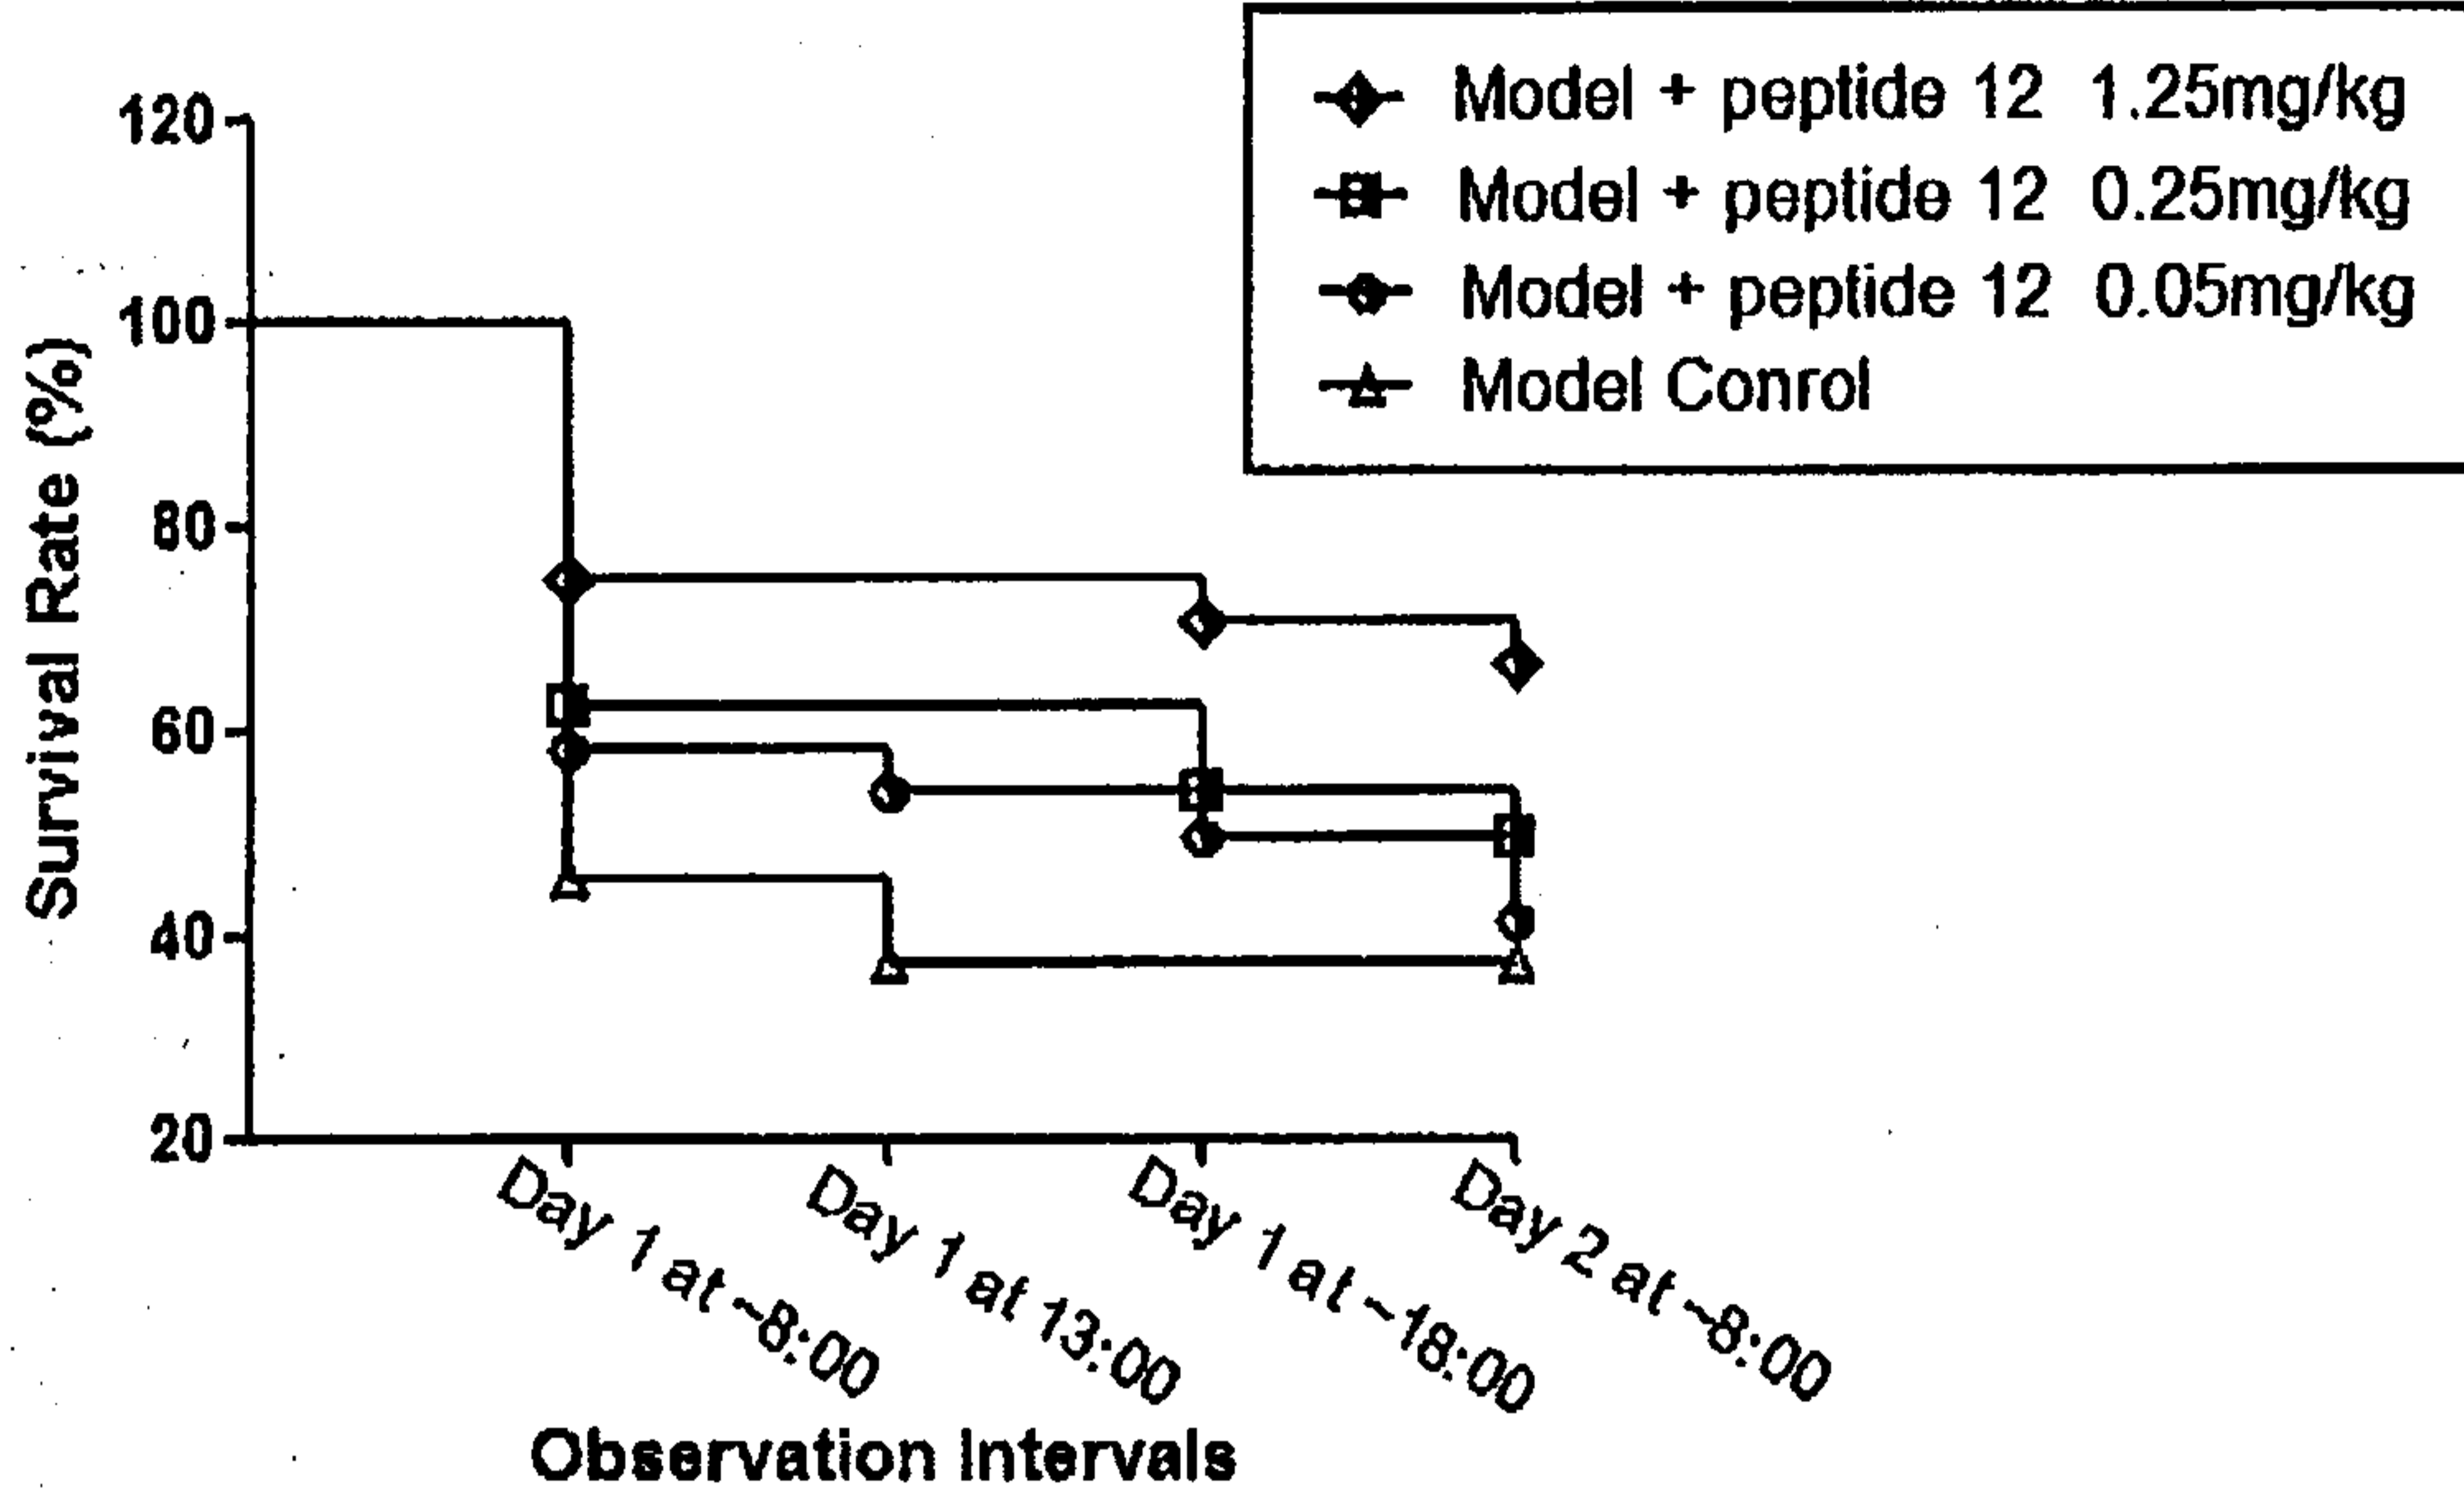 Model + peptide 12 1.25mg/kg
Model + peptide 12 0.25mg/kg
Model + peptide 12 0.05mg/kg
Model Conrol
Survival Rate (%)
120
100
80
60
40
20
Day 1 at ~8:00
Day 1 at 13:00
Day 1 at ~18:00
Day 2 at ~8:00
Observation Intervals